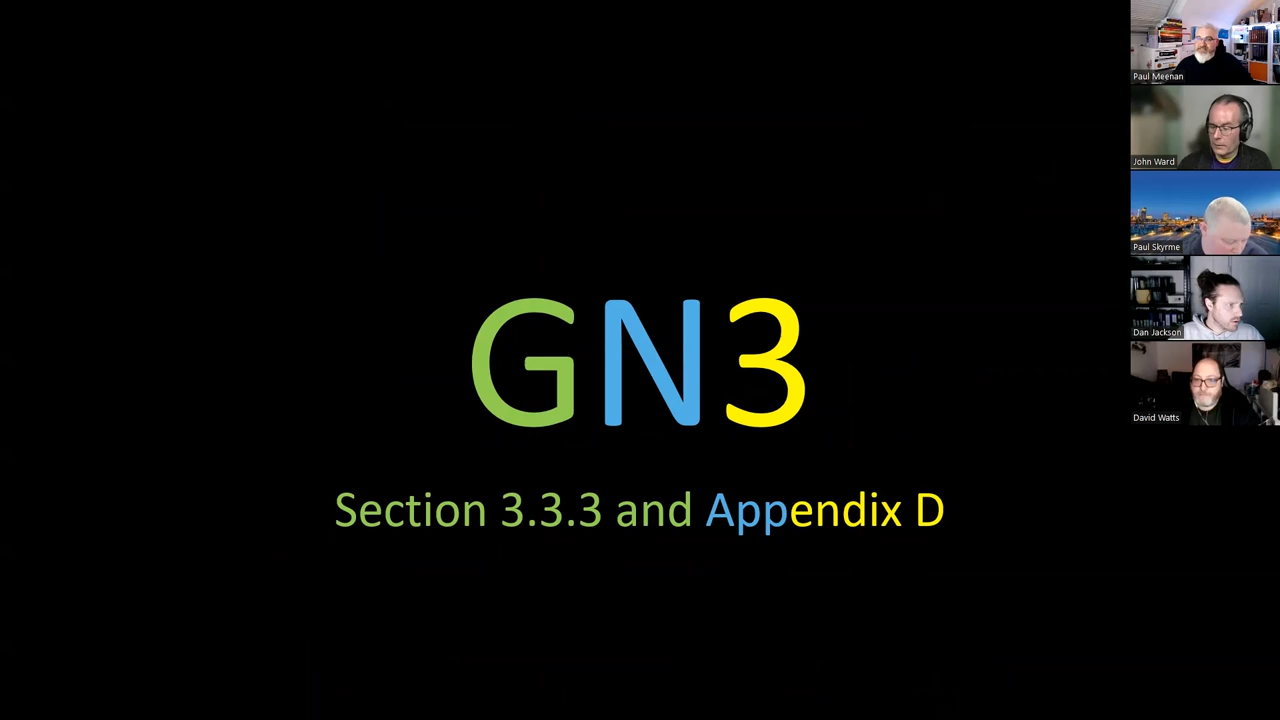 GN3
Section 3.3.3 and Appendix D
Paul Meenan
John Ward
Paul Skyrme
Dan Jackson
David Watts